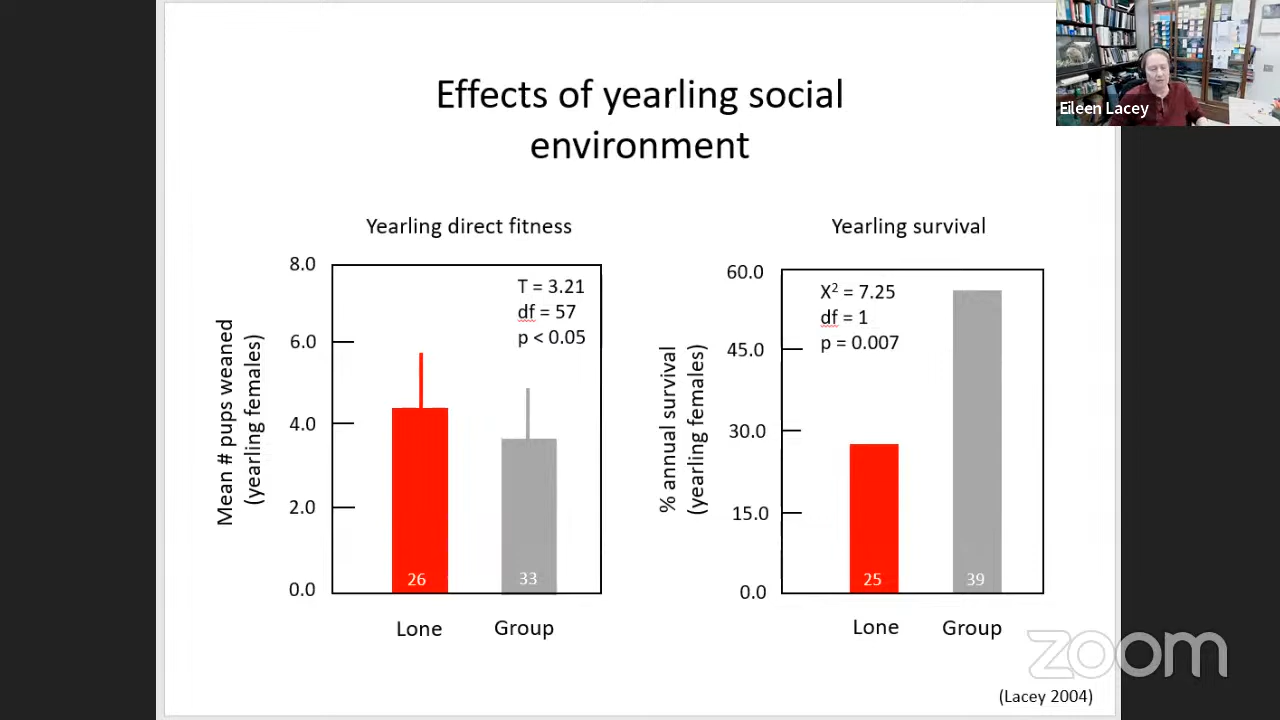 Eileen Lacey
Effects of yearling social
environment
Yearling direct fitness
Mean # pups weaned
(yearling females)
8.0
6.0
4.0
2.0
0.0
T = 3.21
df = 57
p < 0.05
26
33
Lone
Group
Yearling survival
% annual survival
(yearling females)
60.0
45.0
30.0
15.0
0.0
X² = 7.25
df = 1
p = 0.007
25
39
Lone
Group
zoom
(Lacey 2004)